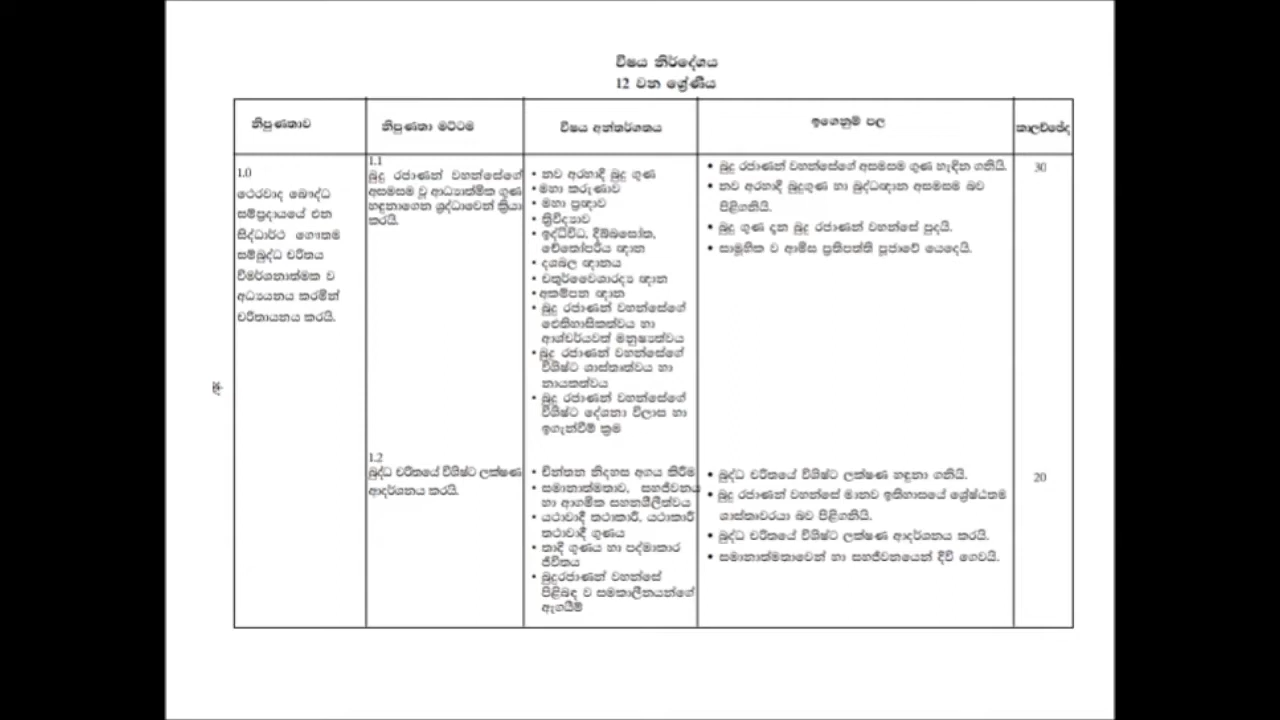 විෂය නිර්දේශය
12 වන ශ්‍රේණිය
නිපුණතාව
නිපුණතා මට්ටම
විෂය අන්තර්ගතය
ඉගෙනුම් පල
කාලච්ඡේද
1.0
ථෙරවාද බෞද්ධ
සම්ප්‍රදායයේ එන
සිද්ධාර්ථ ගෞතම
සම්බුද්ධ චරිතය
විමර්ශනාත්මක ව
අධ්‍යයනය කරමින්
චරිතායනය කරයි.
1.1
බුදු රජාණන් වහන්සේගේ
අසමසම වූ ආධ්‍යාත්මික ගුණ
හඳුනාගෙන ශ්‍රද්ධාවෙන් ක්‍රියා
කරයි.
• නව අරහාදී බුදු ගුණ
• මහා කරුණාව
• මහා ප්‍රඥාව
• ත්‍රිවිද්‍යාව
• ඉද්ධිවිධ, දිබ්බසෝත,
චේතෝපරිය ඥාන
• දශබල ඥානය
• චතුර්වෛශාරද්‍ය ඥාන
• අකම්පන ඥාන
• බුදු රජාණන් වහන්සේගේ
ඓතිහාසිකත්වය හා
ආශ්චර්යවත් මනුෂ්‍යත්වය
• බුදු රජාණන් වහන්සේගේ
විශිෂ්ට ශාස්තෘත්වය හා
නායකත්වය
• බුදු රජාණන් වහන්සේගේ
විශිෂ්ට දේශනා විලාස හා
ඉගැන්වීම් ක්‍රම
• බුදු රජාණන් වහන්සේගේ අසමසම ගුණ හැඳින ගනියි.
• නව අරහාදී බුදුගුණ හා බුද්ධඥාන අසමසම බව
පිළිගනියි.
• බුදු ගුණ දැන බුදු රජාණන් වහන්සේ පුදයි.
• සාමූහික ව ආමිස ප්‍රතිපත්ති පූජාවේ යෙදෙයි.
30
1.2
බුද්ධ චරිතයේ විශිෂ්ට ලක්ෂණ
ආදර්ශනය කරයි.
• චින්තන නිදහස අගය කිරීම
• සමානාත්මතාව, සහජීවනය
හා ආගමික සහනශීලීත්වය
• යථාවාදී තථාකාරී, යථාකාරී
තථාවාදී ගුණය
• තාදී ගුණය හා පද්මාකාර
ජීවිතය
• බුදුරජාණන් වහන්සේ
පිළිබඳ ව සමකාලීනයන්ගේ
ඇගයීම්
• බුද්ධ චරිතයේ විශිෂ්ට ලක්ෂණ හඳුනා ගනියි.
• බුදු රජාණන් වහන්සේ මානව ඉතිහාසයේ ශ්‍රේෂ්ඨතම
ශාස්තෘවරයා බව පිළිගනියි.
• බුද්ධ චරිතයේ විශිෂ්ට ලක්ෂණ ආදර්ශනය කරයි.
• සමානාත්මතාවෙන් හා සහජීවනයෙන් දිවි ගෙවයි.
20